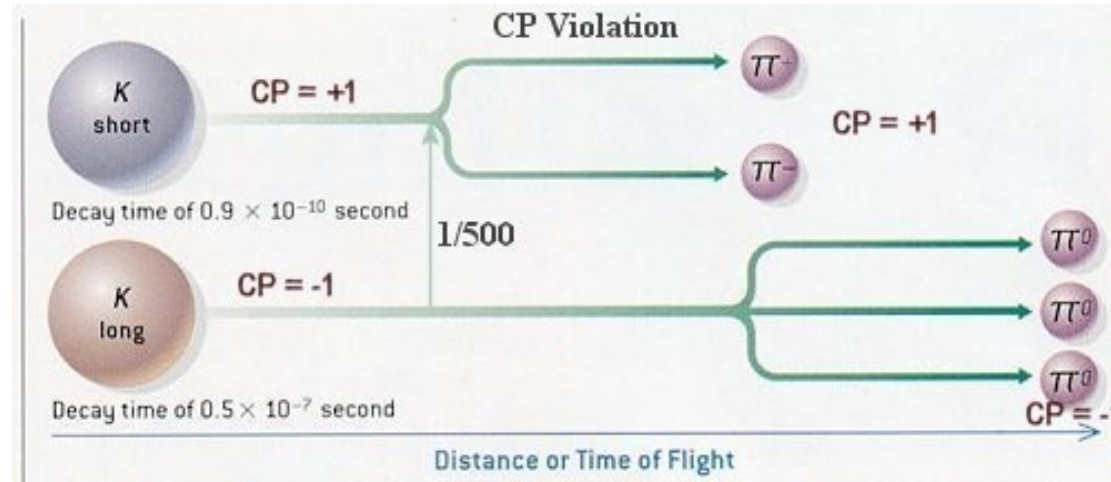 CP Violation
K
short
CP = +1
π⁻
CP = +1
π⁻
Decay time of 0.9 × 10⁻¹⁰ second
1/500
K
long
CP = -1
π⁰
π⁰
π⁰
CP = -
Decay time of 0.5 × 10⁻⁷ second
Distance or Time of Flight